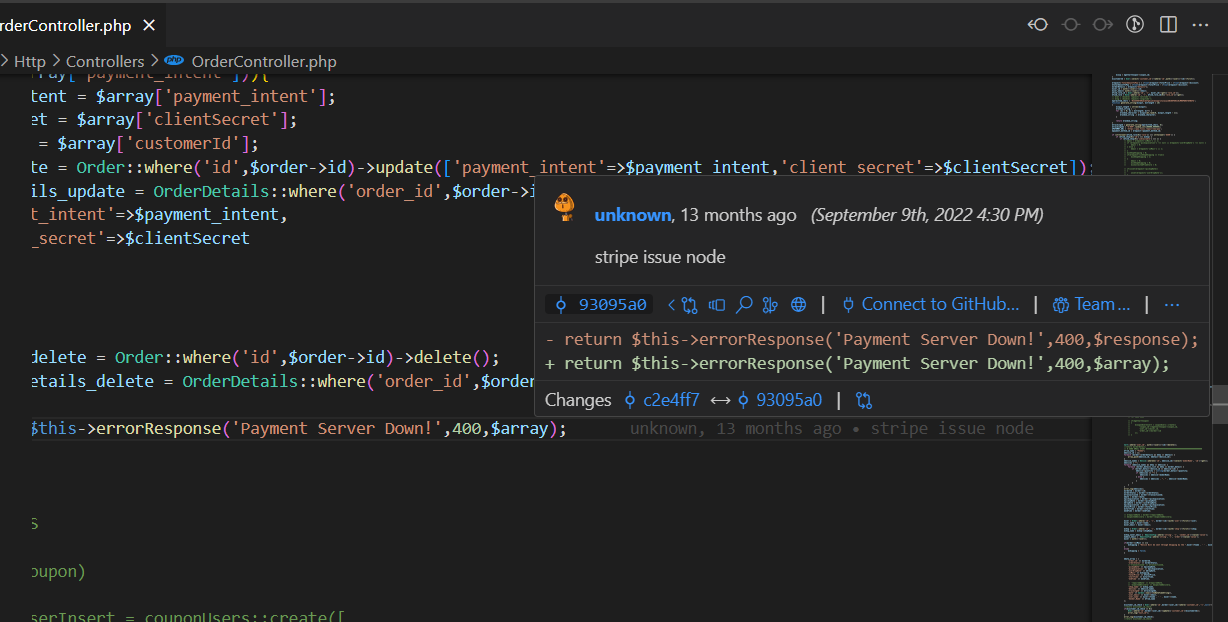 rderController.php
Http > Controllers > php OrderController.php
rray['payment_intent'])){
tent = $array['payment_intent'];
et = $array['clientSecret'];
= $array['customerId'];
te = Order::where('id',$order->id)->update(['payment_intent'=>$payment_intent,'client_secret'=>$clientSecret]);
ils_update = OrderDetails::where('order_id',$order->i
t_intent'=>$payment_intent,
_secret'=>$clientSecret
unknown, 13 months ago (September 9th, 2022 4:30 PM)
stripe issue node
93095a0 | Connect to GitHub... | Team... | ...
- return $this->errorResponse('Payment Server Down!',400,$response);
+ return $this->errorResponse('Payment Server Down!',400,$array);
Changes c2e4ff7 ↔ 93095a0 |
delete = Order::where('id',$order->id)->delete();
etails_delete = OrderDetails::where('order_id',$order
$this->errorResponse('Payment Server Down!',400,$array); unknown, 13 months ago • stripe issue node
s
oupon)
serInsert = couponUsers::create([